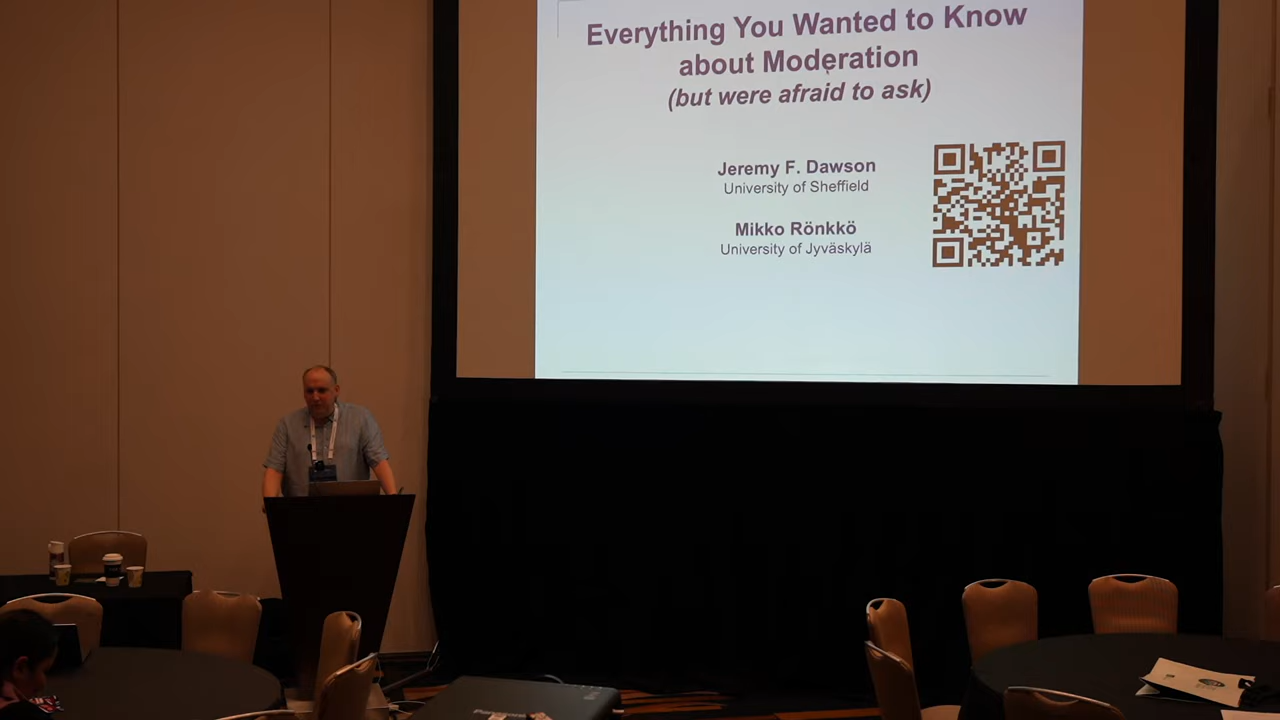 Everything You Wanted to Know
about Moderation
(but were afraid to ask)
Jeremy F. Dawson
University of Sheffield
Mikko Rönkkö
University of Jyväskylä